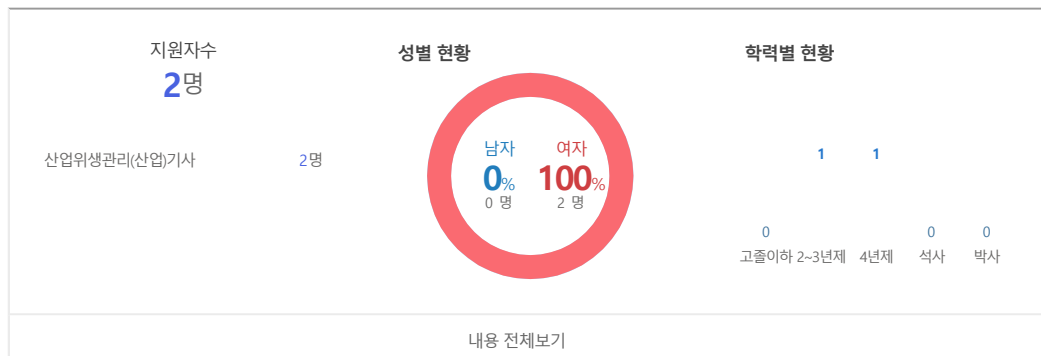 지원자수
2명
산업위생관리(산업)기사 2명
성별 현황
남자 여자
0% 100%
0 명 2 명
학력별 현황
1 1
0 0 0
고졸이하 2~3년제 4년제 석사 박사
내용 전체보기